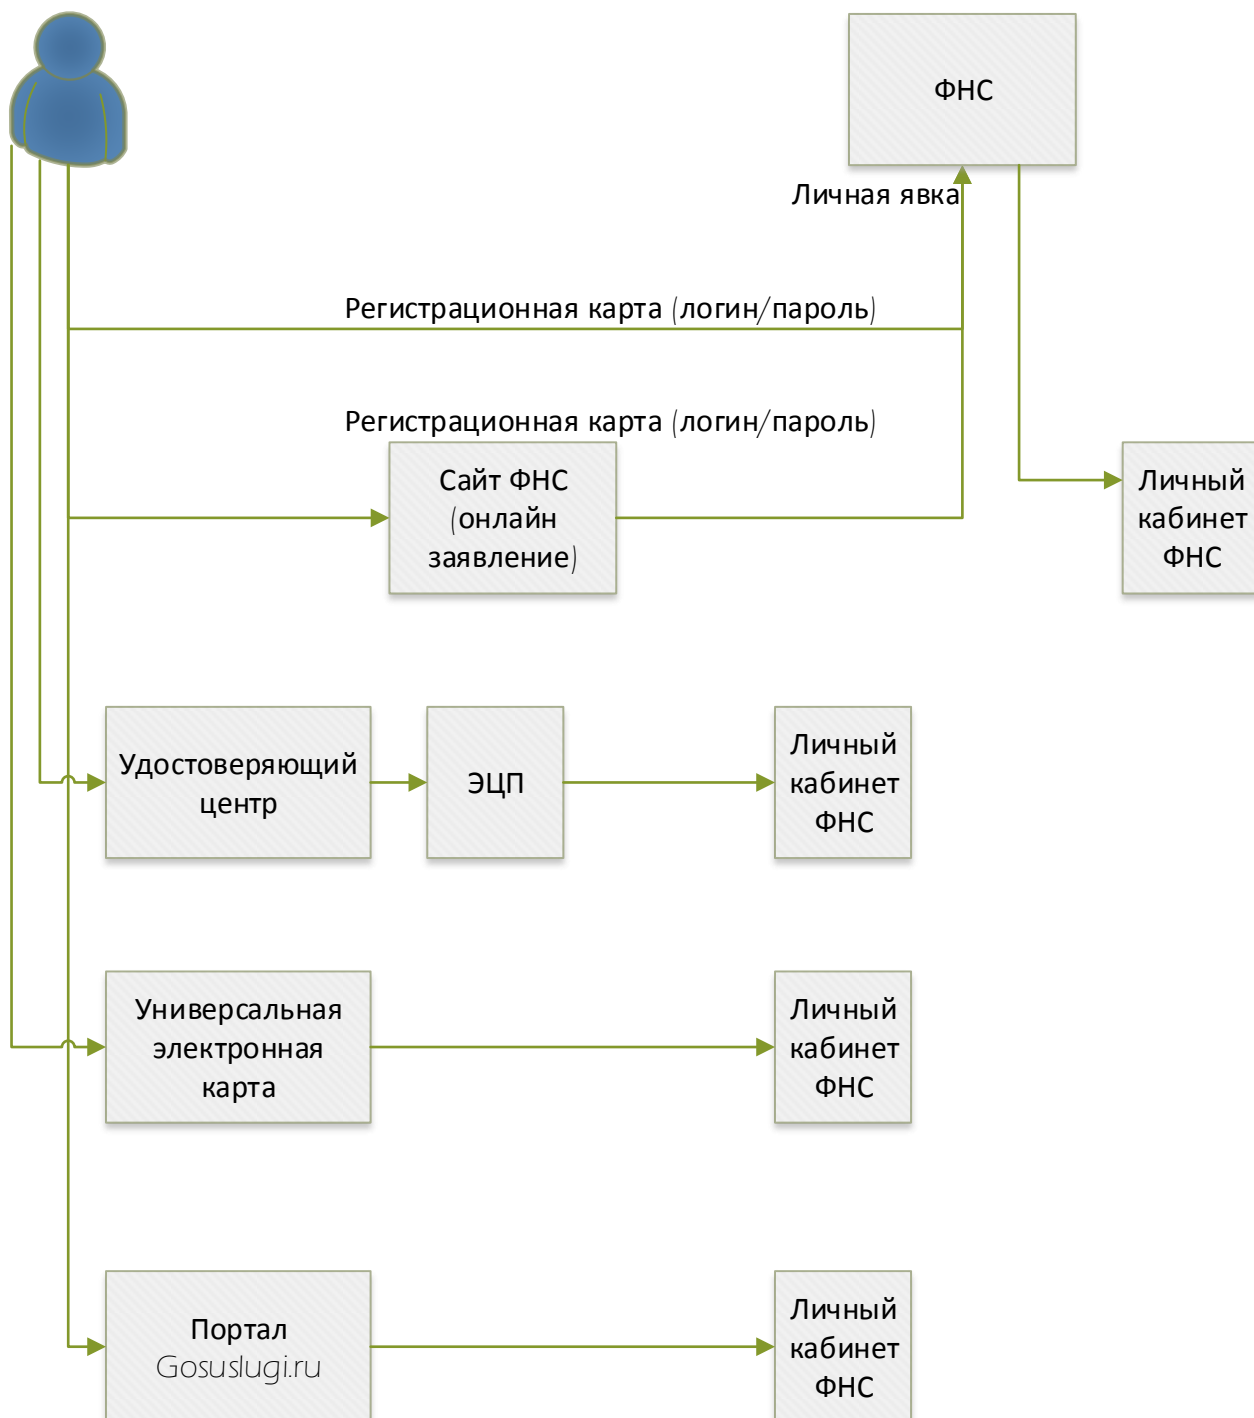 ФНС
Личная явка
Регистрационная карта (логин/пароль)
Регистрационная карта (логин/пароль)
Сайт ФНС
(онлайн
заявление)
Личный
кабинет
ФНС
Удостоверяющий
центр
ЭЦП
Личный
кабинет
ФНС
Универсальная
электронная
карта
Личный
кабинет
ФНС
Портал
Gosuslugi.ru
Личный
кабинет
ФНС